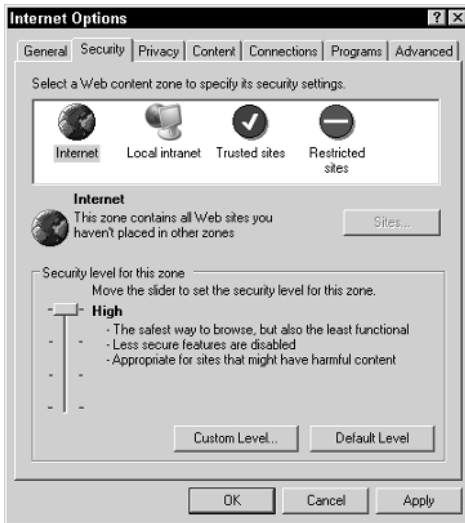 Internet Options
? X
General Security Privacy Content Connections Programs Advanced
Select a Web content zone to specify its security settings.
Internet Local intranet Trusted sites Restricted
sites
Internet
This zone contains all Web sites you
haven't placed in other zones
Sites...
Security level for this zone
Move the slider to set the security level for this zone.
High
- The safest way to browse, but also the least functional
- Less secure features are disabled
- Appropriate for sites that might have harmful content
Custom Level... Default Level
OK Cancel Apply